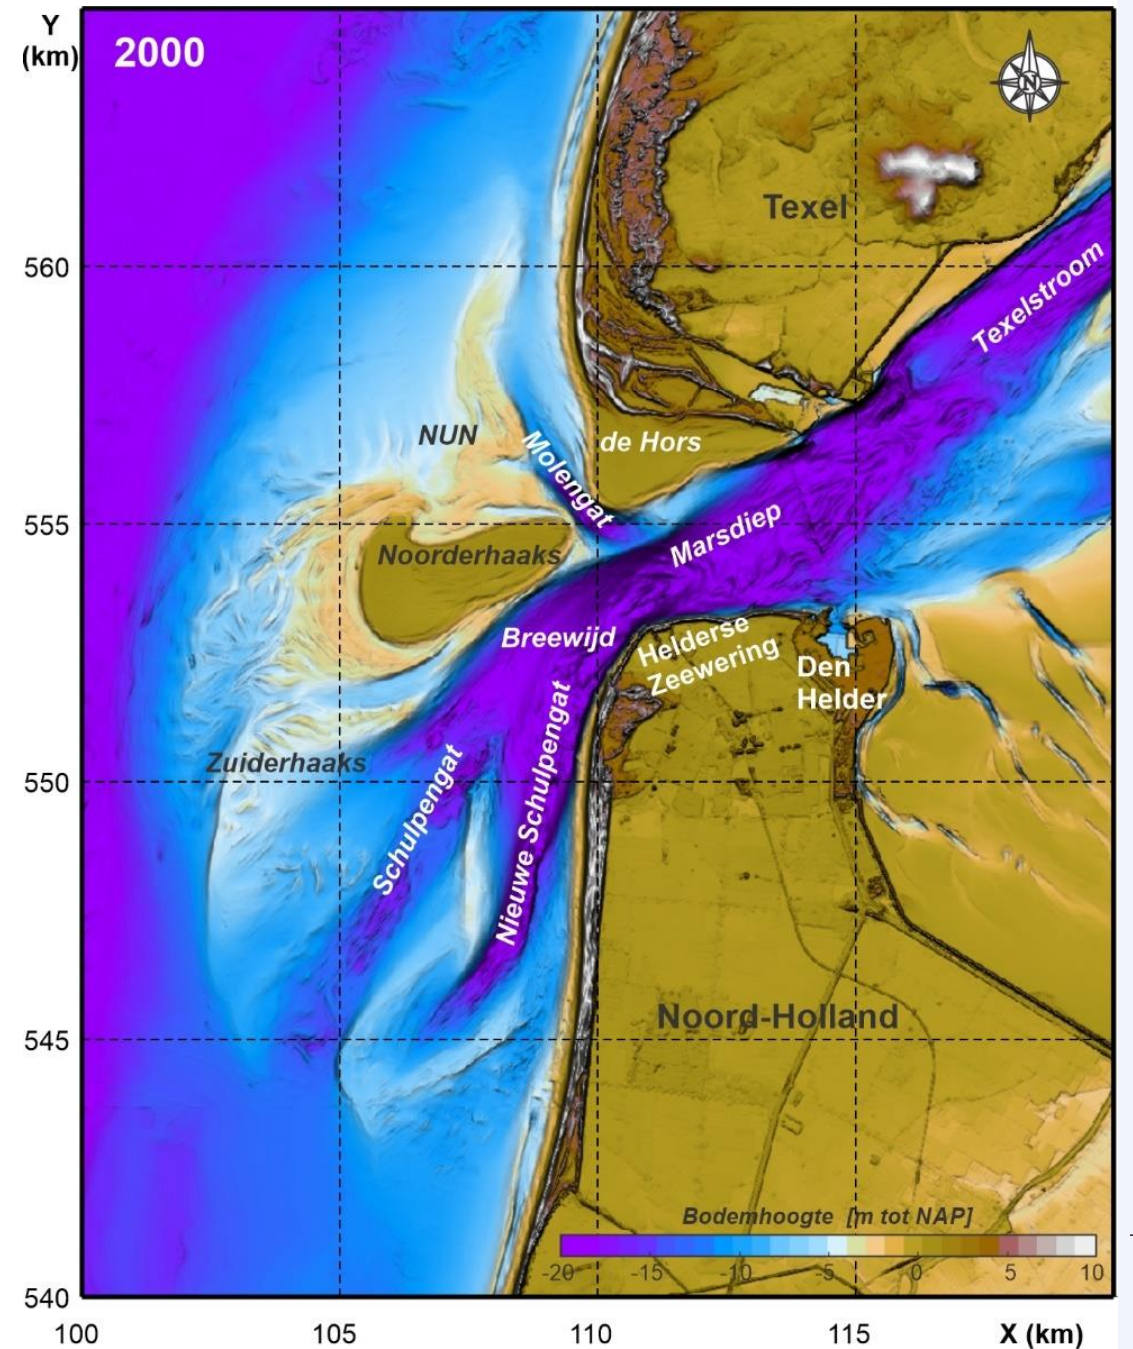 Y
(km)
2000
N
Texel
560
Texelstroom
NUN
Molengat
de Hors
555
Noorderhaaks
Marsdiep
Breewijd
Helderse
Zeewering
Den
Helder
Zuiderhaaks
550
Schulpengat
Nieuwe Schulpengat
Noord-Holland
545
Bodemhoogte [m tot NAP]
-20 -15 -10 -5 0 5 10
540
100 105 110 115 X (km)